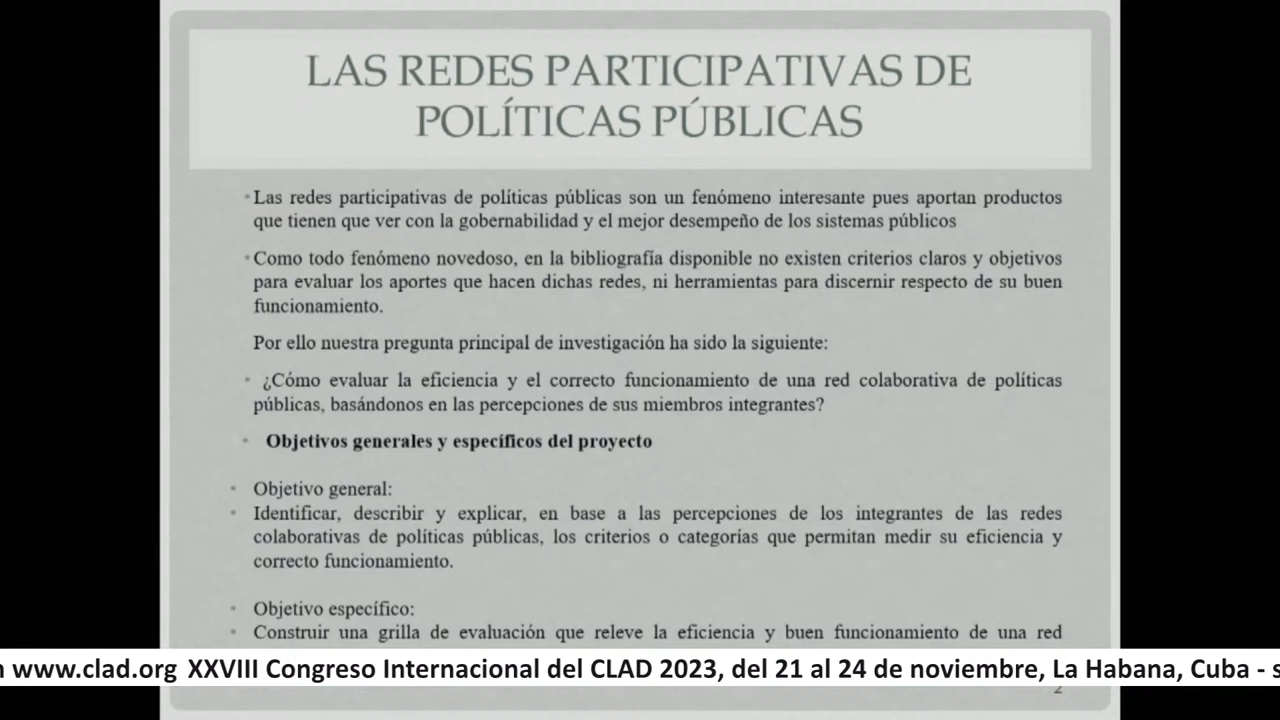 LAS REDES PARTICIPATIVAS DE
POLÍTICAS PÚBLICAS
Las redes participativas de políticas públicas son un fenómeno interesante pues aportan productos
que tienen que ver con la gobernabilidad y el mejor desempeño de los sistemas públicos
Como todo fenómeno novedoso, en la bibliografía disponible no existen criterios claros y objetivos
para evaluar los aportes que hacen dichas redes, ni herramientas para discernir respecto de su buen
funcionamiento.
Por ello nuestra pregunta principal de investigación ha sido la siguiente:
¿Cómo evaluar la eficiencia y el correcto funcionamiento de una red colaborativa de políticas
públicas, basándonos en las percepciones de sus miembros integrantes?
Objetivos generales y específicos del proyecto
Objetivo general:
Identificar, describir y explicar, en base a las percepciones de los integrantes de las redes
colaborativas de políticas públicas, los criterios o categorías que permitan medir su eficiencia y
correcto funcionamiento.
Objetivo específico:
Construir una grilla de evaluación que releve la eficiencia y buen funcionamiento de una red
www.clad.org XXVIII Congreso Internacional del CLAD 2023, del 21 al 24 de noviembre, La Habana, Cuba -
2